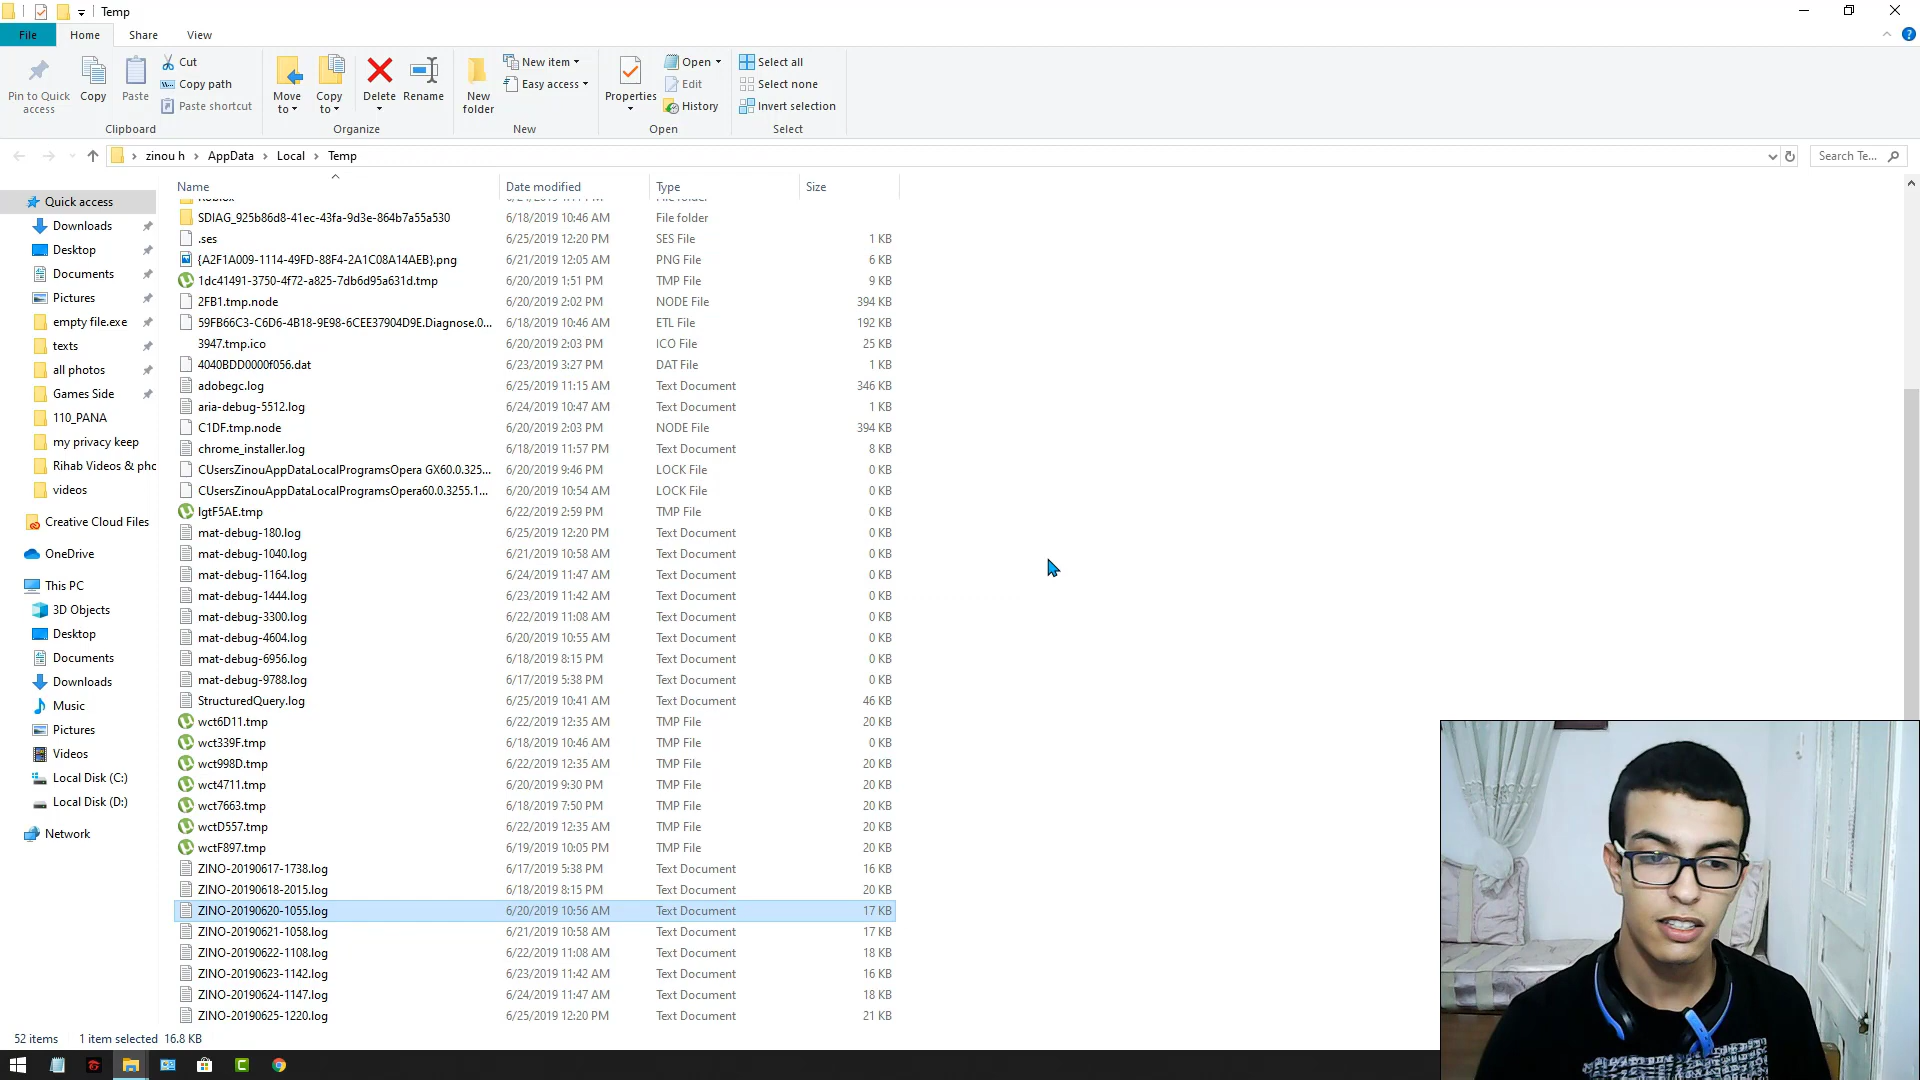 Temp
File Home Share View
Pin to Quick access
Copy
Paste
Cut
Copy path
Paste shortcut
Clipboard
Move to
Copy to
Delete
Rename
Organize
New folder
New item
Easy access
New
Properties
Open
Edit
History
Open
Select all
Select none
Invert selection
Select
zinou h › AppData › Local › Temp
Search Te...
Quick access
Downloads
Desktop
Documents
Pictures
empty file.exe
texts
all photos
Games Side
110_PANA
my privacy keep
Rihab Videos & pho
videos
Creative Cloud Files
OneDrive
This PC
3D Objects
Desktop
Documents
Downloads
Music
Pictures
Videos
Local Disk (C:)
Local Disk (D:)
Network
Name Date modified Type Size
SDIAG_925b86d8-41ec-43fa-9d3e-864b7a55a530 6/18/2019 10:46 AM File folder
.ses 6/25/2019 12:20 PM SES File 1 KB
{A2F1A009-1114-49FD-88F4-2A1C08A14AEB}.png 6/21/2019 12:05 AM PNG File 6 KB
1dc41491-3750-4f72-a825-7db6d95a631d.tmp 6/20/2019 1:51 PM TMP File 9 KB
2FB1.tmp.node 6/20/2019 2:02 PM NODE File 394 KB
59FB66C3-C6D6-4B18-9E98-6CEE37904D9E.Diagnose.0... 6/18/2019 10:46 AM ETL File 192 KB
3947.tmp.ico 6/20/2019 2:03 PM ICO File 25 KB
4040BDD0000f056.dat 6/23/2019 3:27 PM DAT File 1 KB
adobegc.log 6/25/2019 11:15 AM Text Document 346 KB
aria-debug-5512.log 6/24/2019 10:47 AM Text Document 1 KB
C1DF.tmp.node 6/20/2019 2:03 PM NODE File 394 KB
chrome_installer.log 6/18/2019 11:57 PM Text Document 8 KB
CUsersZinouAppDataLocalProgramsOpera GX60.0.325... 6/20/2019 9:46 PM LOCK File 0 KB
CUsersZinouAppDataLocalProgramsOpera60.0.3255.1... 6/20/2019 10:54 AM LOCK File 0 KB
lgtF5AE.tmp 6/22/2019 2:59 PM TMP File 0 KB
mat-debug-180.log 6/25/2019 12:20 PM Text Document 0 KB
mat-debug-1040.log 6/21/2019 10:58 AM Text Document 0 KB
mat-debug-1164.log 6/24/2019 11:47 AM Text Document 0 KB
mat-debug-1444.log 6/23/2019 11:42 AM Text Document 0 KB
mat-debug-3300.log 6/22/2019 11:08 AM Text Document 0 KB
mat-debug-4604.log 6/20/2019 10:55 AM Text Document 0 KB
mat-debug-6956.log 6/18/2019 8:15 PM Text Document 0 KB
mat-debug-9788.log 6/17/2019 5:38 PM Text Document 0 KB
StructuredQuery.log 6/25/2019 10:41 AM Text Document 46 KB
wct6D11.tmp 6/22/2019 12:35 AM TMP File 20 KB
wct339F.tmp 6/18/2019 10:46 AM TMP File 0 KB
wct998D.tmp 6/22/2019 12:35 AM TMP File 20 KB
wct4711.tmp 6/20/2019 9:30 PM TMP File 20 KB
wct7663.tmp 6/18/2019 7:50 PM TMP File 20 KB
wctD557.tmp 6/22/2019 12:35 AM TMP File 20 KB
wctF897.tmp 6/19/2019 10:05 PM TMP File 20 KB
ZINO-20190617-1738.log 6/17/2019 5:38 PM Text Document 16 KB
ZINO-20190618-2015.log 6/18/2019 8:15 PM Text Document 20 KB
ZINO-20190620-1055.log 6/20/2019 10:56 AM Text Document 17 KB
ZINO-20190621-1058.log 6/21/2019 10:58 AM Text Document 17 KB
ZINO-20190622-1108.log 6/22/2019 11:08 AM Text Document 18 KB
ZINO-20190623-1142.log 6/23/2019 11:42 AM Text Document 16 KB
ZINO-20190624-1147.log 6/24/2019 11:47 AM Text Document 18 KB
ZINO-20190625-1220.log 6/25/2019 12:20 PM Text Document 21 KB
52 items 1 item selected 16.8 KB